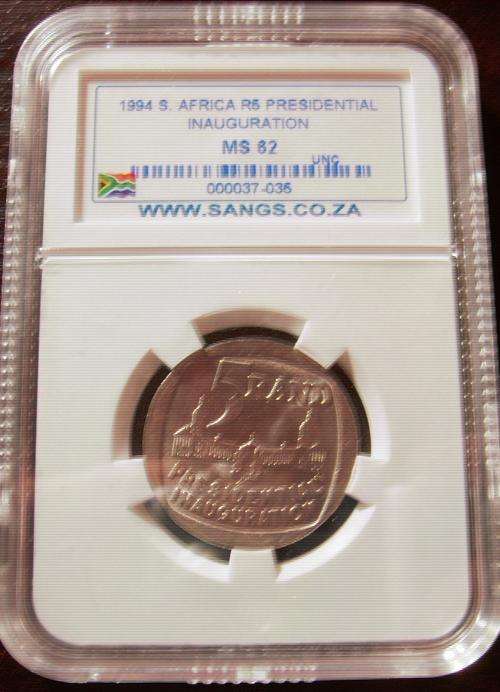 1994 S. AFRICA R5 PRESIDENTIAL
INAUGURATION
MS 62
UNC
000037-035
WWW.SANGS.CO.ZA
5 RAND
PRESIDENTIAL
INAUGURATION